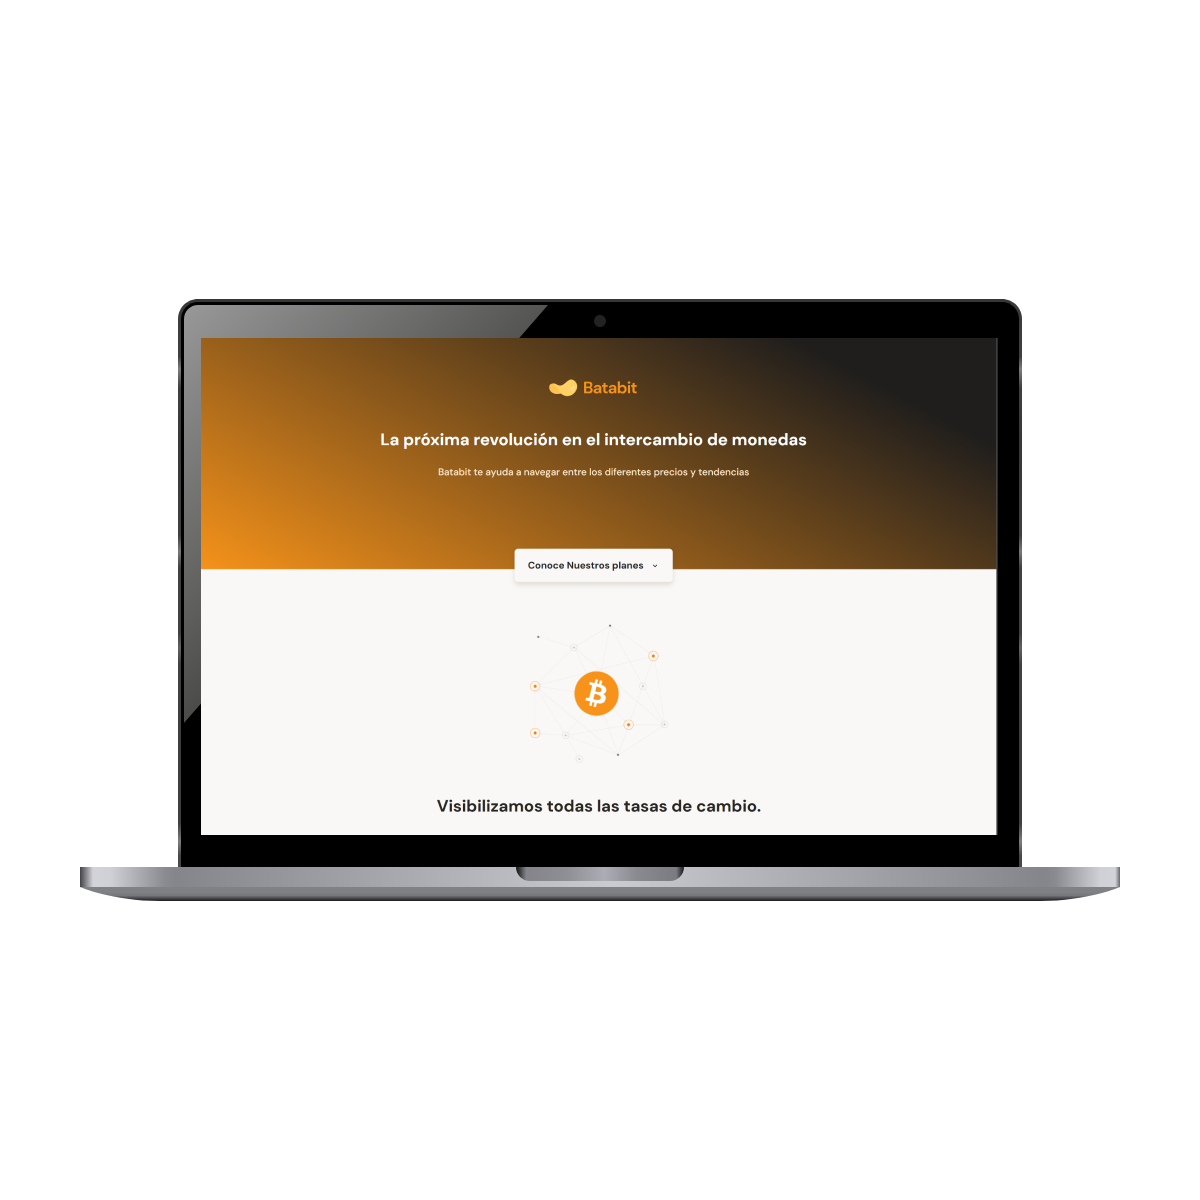 Batabit
La próxima revolución en el intercambio de monedas
Batabit te ayuda a navegar entre los diferentes precios y tendencias
Conoce Nuestros planes
Visibilizamos todas las tasas de cambio.